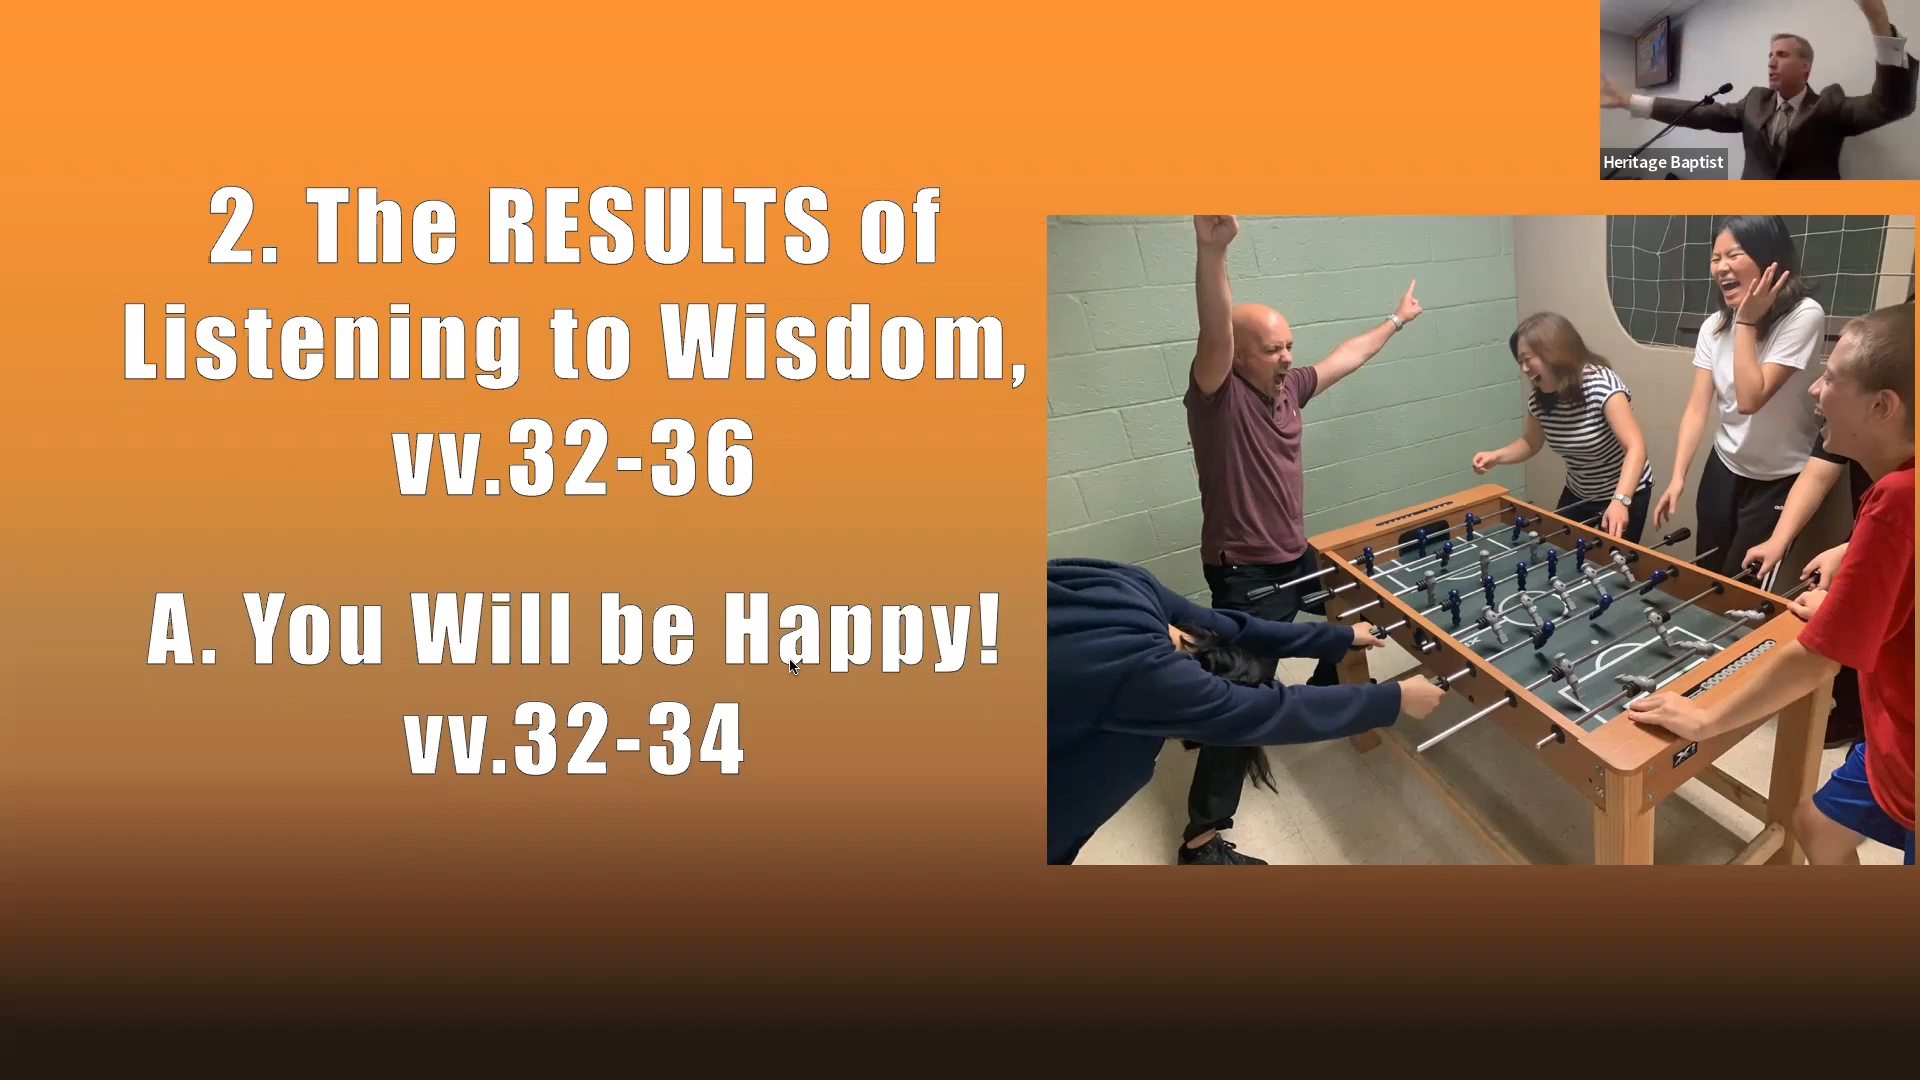 Heritage Baptist
2. The RESULTS of
Listening to Wisdom,
vv.32-36
A. You Will be Happy!
vv.32-34